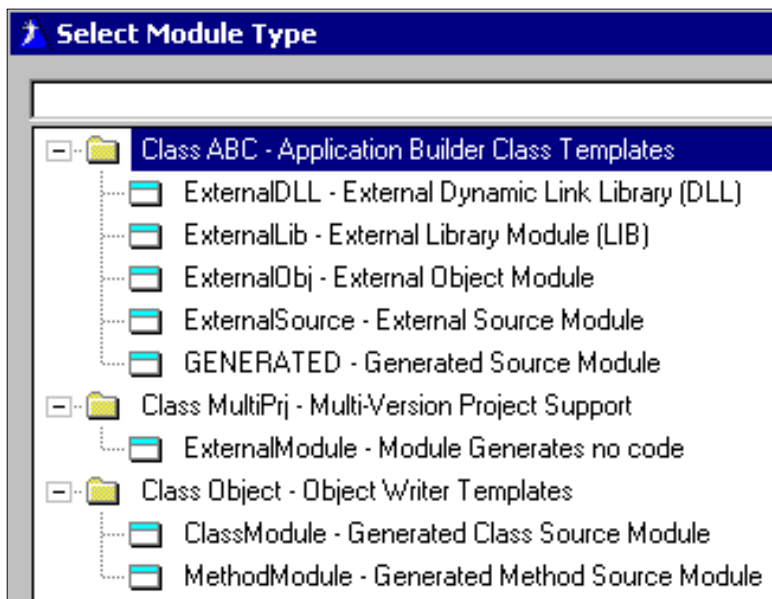 Select Module Type
Class ABC - Application Builder Class Templates
ExternalDLL - External Dynamic Link Library (DLL)
ExternalLib - External Library Module (LIB)
ExternalObj - External Object Module
ExternalSource - External Source Module
GENERATED - Generated Source Module
Class MultiPrj - Multi-Version Project Support
ExternalModule - Module Generates no code
Class Object - Object Writer Templates
ClassModule - Generated Class Source Module
MethodModule - Generated Method Source Module